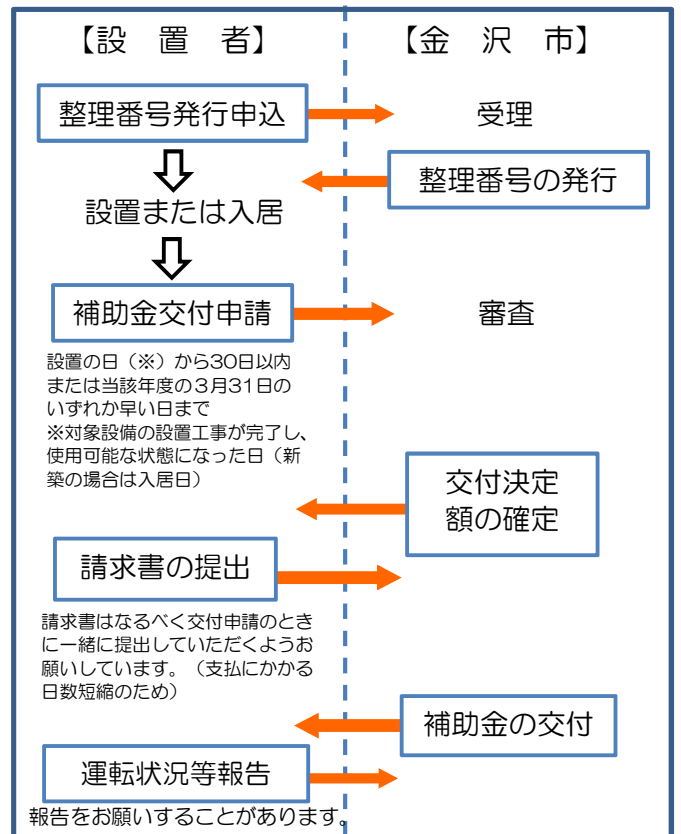 【設　置　者】
【金　沢　市】
整理番号発行申込
受理
整理番号の発行
設置または入居
補助金交付申請
審査
設置の日（※）から30日以内
または当該年度の３月31日の
いずれか早い日まで
※対象設備の設置工事が完了し、
使用可能な状態になった日（新
築の場合は入居日）
交付決定
額の確定
請求書の提出
請求書はなるべく交付申請のとき
に一緒に提出していただくようお
願いしています。（支払にかかる
日数短縮のため）
補助金の交付
運転状況等報告
報告をお願いすることがあります。